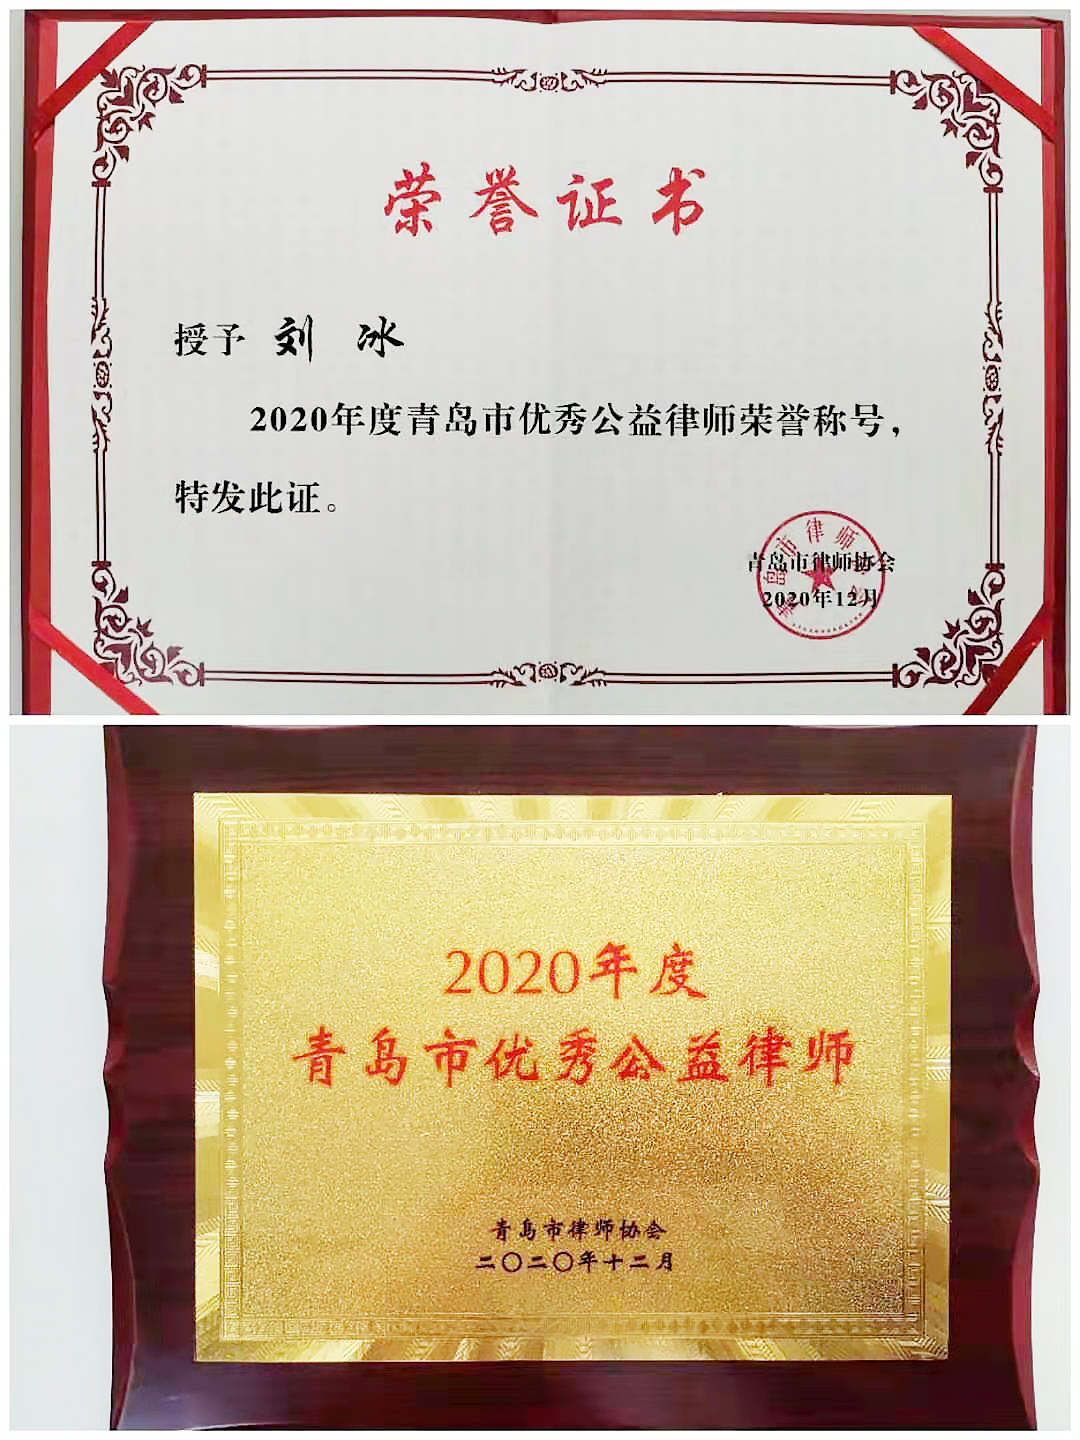 荣誉证书
授予 刘 冰
2020年度青岛市优秀公益律师荣誉称号，
特发此证。
青岛市律师协会
2020年12月
2020年度
青岛市优秀公益律师
青岛市律师协会
二〇二〇年十二月